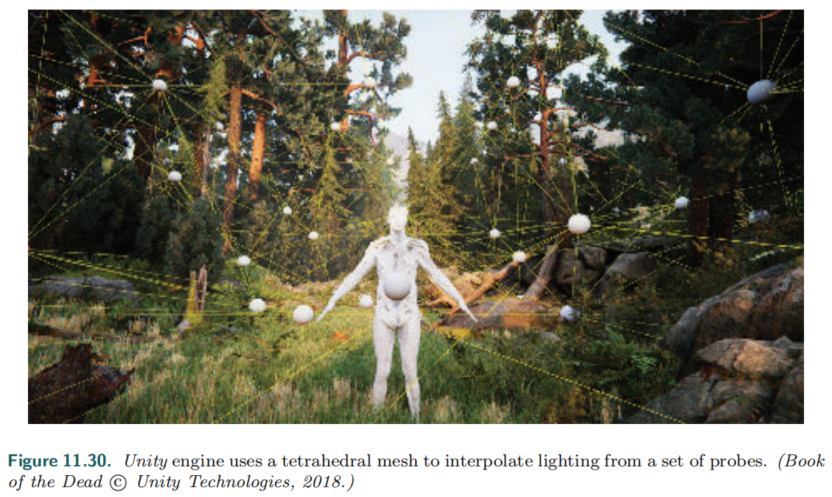 Figure 11.30. Unity engine uses a tetrahedral mesh to interpolate lighting from a set of probes. (Book
of the Dead © Unity Technologies, 2018.)